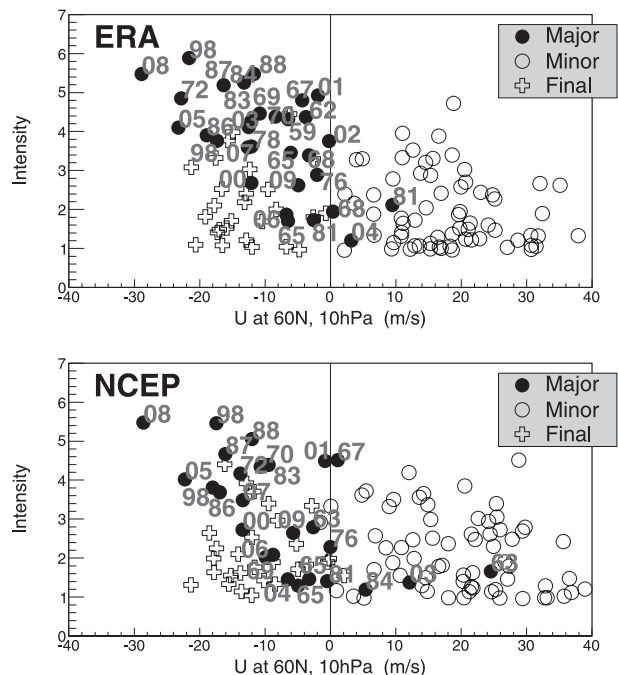 7
ERA
Major
Minor
Final
6
98
08
87 84 88
5
72
83 69 67 01
70 62
4
05 86 03 59
02
98 07 78
65 68
3
00 09 76
2
06 68 81
65 81 04
1
0
Intensity
-40 -30 -20 -10 0 10 20 30 40
U at 60N, 10hPa (m/s)
7
NCEP
Major
Minor
Final
6
08 98
88
5
87 70 01 67
72 83
4
05
98 86 97
3
00 09 63
76
2
06
69 65 81 84 03 63
04 65
1
0
Intensity
-40 -30 -20 -10 0 10 20 30 40
U at 60N, 10hPa (m/s)